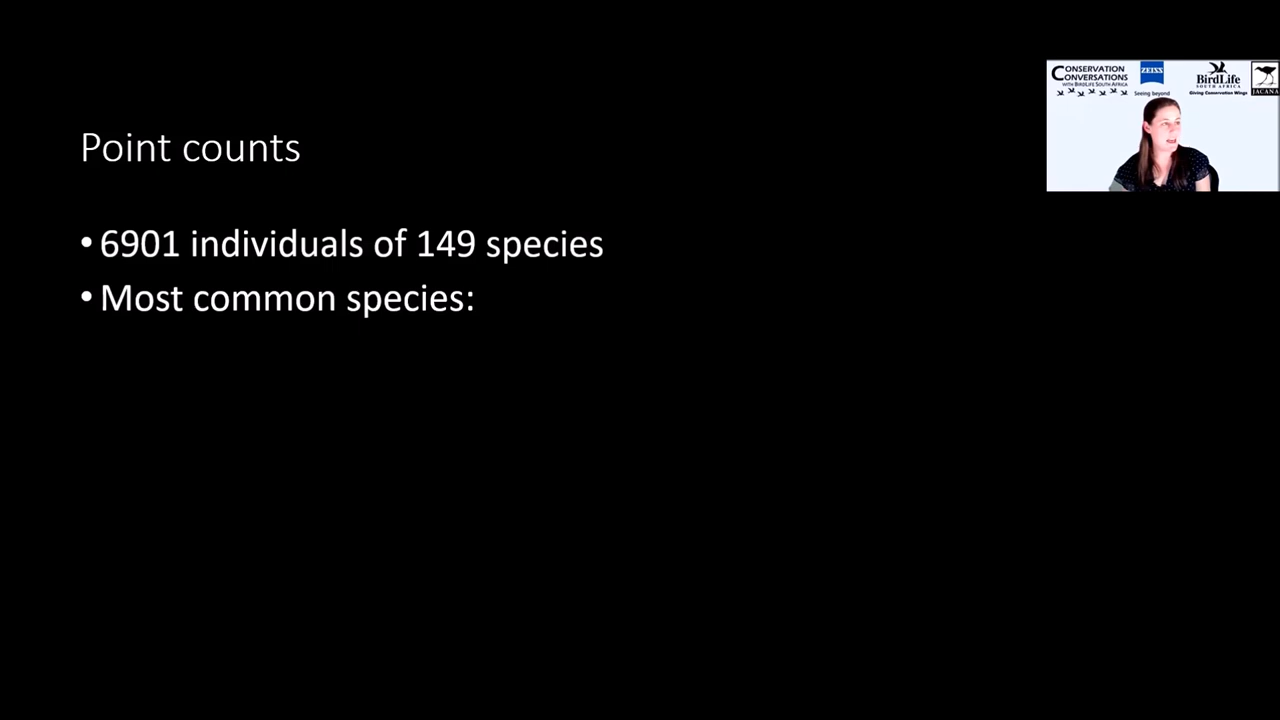 Point counts
• 6901 individuals of 149 species
• Most common species:
CONSERVATION
CONVERSATIONS
WITH BIRDLIFE SOUTH AFRICA
ZEISS
Seeing beyond
BirdLife
SOUTH AFRICA
Giving Conservation Wings
JACANA